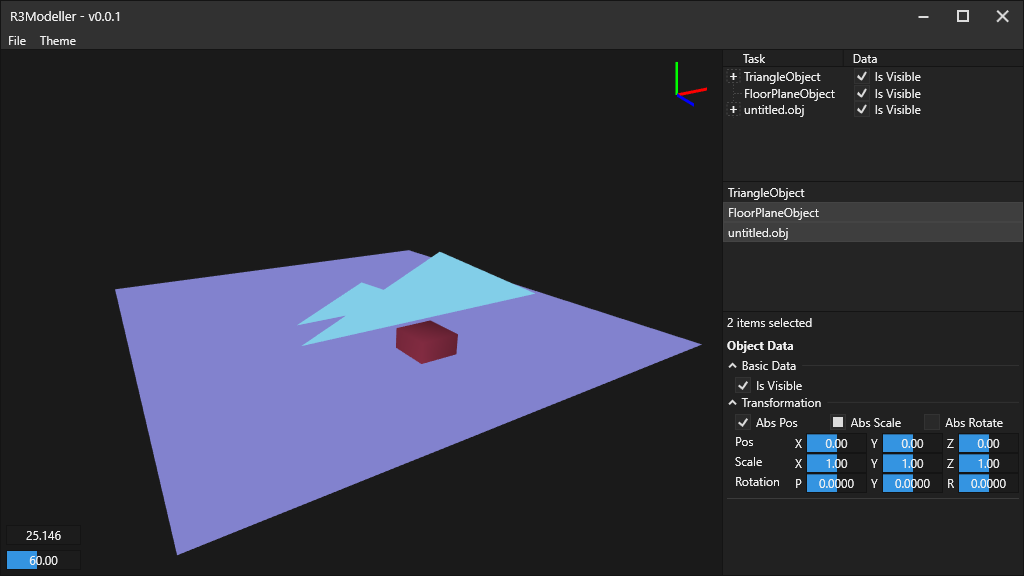 R3Modeller - v0.0.1
File Theme
Task Data
TriangleObject Is Visible
FloorPlaneObject Is Visible
untitled.obj Is Visible
TriangleObject
FloorPlaneObject
untitled.obj
2 items selected
Object Data
Basic Data
Is Visible
Transformation
Abs Pos Abs Scale Abs Rotate
Pos X 0.00 Y 0.00 Z 0.00
Scale X 1.00 Y 1.00 Z 1.00
Rotation P 0.0000 Y 0.0000 R 0.0000
25.146
60.00